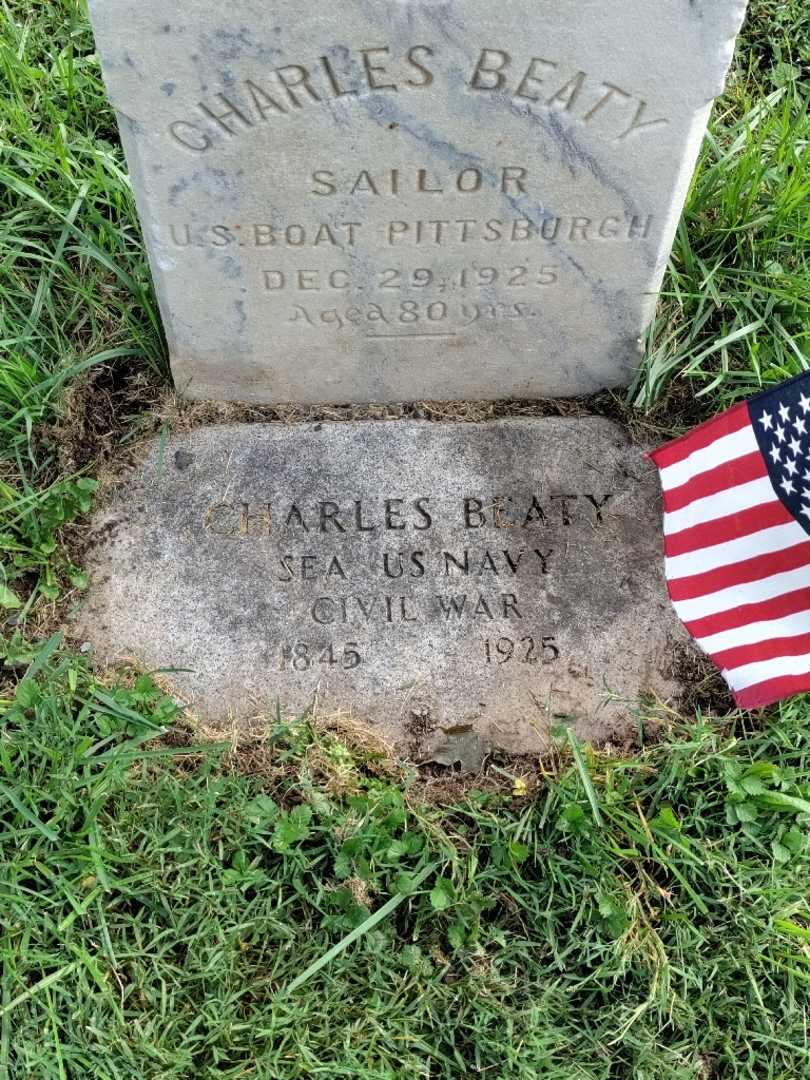 CHARLES BEATY
SAILOR
U.S. BOAT PITTSBURGH
DEC. 29, 1925
Aged 80 yrs.
CHARLES BEATY
SEA US NAVY
CIVIL WAR
1845 1925